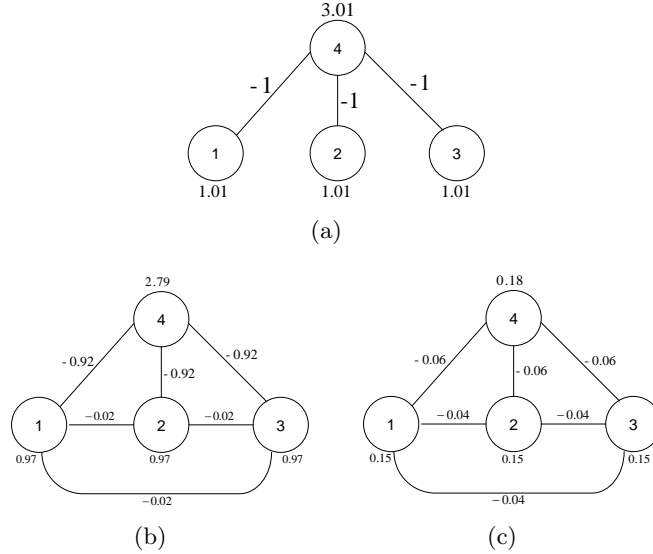 3.01
4
-1 -1 -1
1 2 3
1.01 1.01 1.01
(a)
2.79
4
- 0.92 - 0.92 - 0.92
1 −0.02 2 −0.02 3
0.97 0.97 0.97
−0.02
(b)
0.18
4
- 0.06 - 0.06 - 0.06
1 −0.04 2 −0.04 3
0.15 0.15 0.15
−0.04
(c)